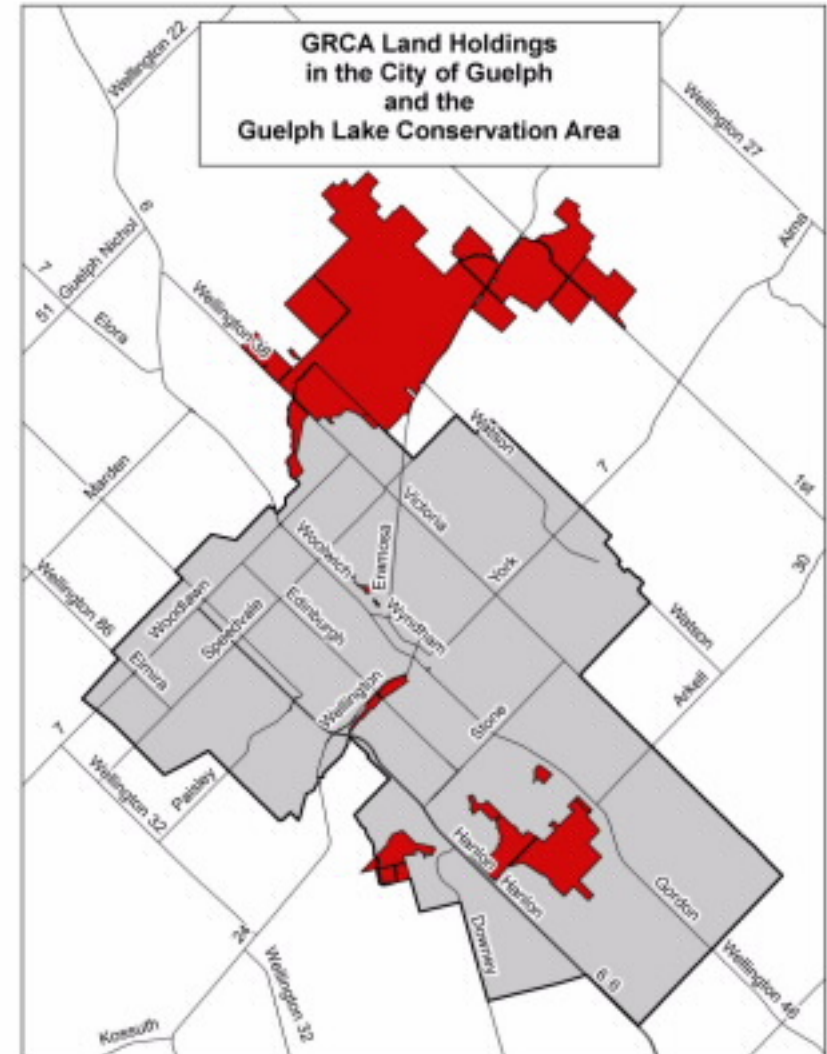 GRCA Land Holdings
in the City of Guelph
and the
Guelph Lake Conservation Area
Wellington 22
Wellington 27
Alma
6
Guelph Nichol
7
51
Elora
Wellington 38
Watson
7
1st
Marden
Victoria
Woolwich
Eramosa
York
30
Wellington 86
Woodlawn
Speedvale
Edinburgh
Wyndham
Watson
Elmira
Arkell
Wellington
Stone
7
Wellington 32
Paisley
Hanlon
Hanlon
Gordon
24
Downey
Wellington 32
6 6
Wellington 46
Kossuth